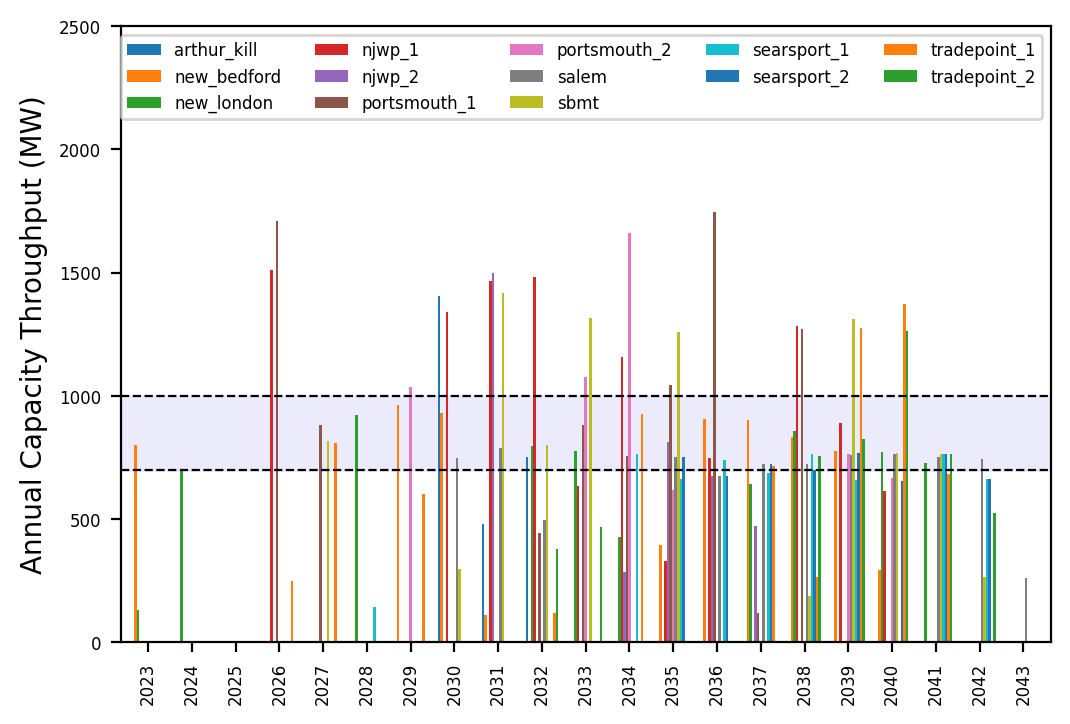 Annual Capacity Throughput (MW)
2500
2000
1500
1000
500
0
arthur_kill
new_bedford
new_london
njwp_1
njwp_2
portsmouth_1
portsmouth_2
salem
sbmt
searsport_1
searsport_2
tradepoint_1
tradepoint_2
2023
2024
2025
2026
2027
2028
2029
2030
2031
2032
2033
2034
2035
2036
2037
2038
2039
2040
2041
2042
2043